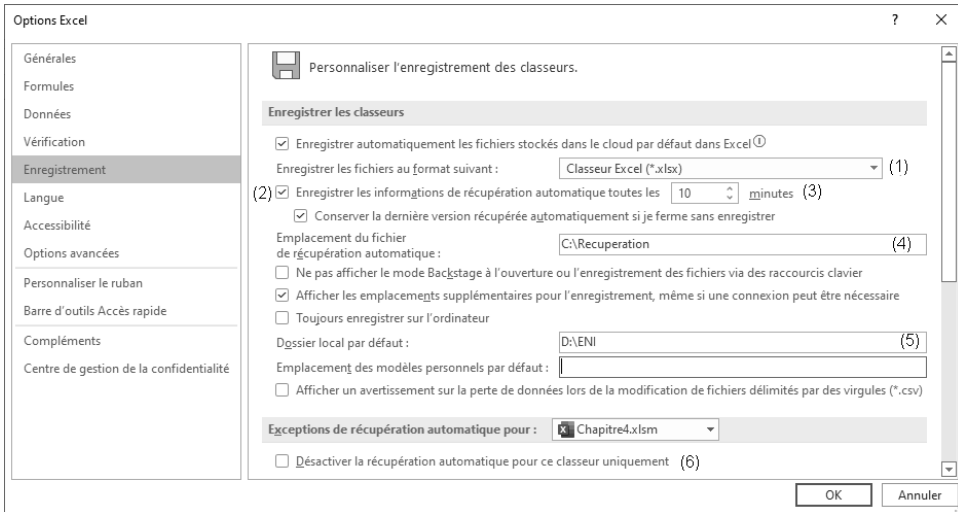 Options Excel
?
×
Générales
Formules
Données
Vérification
Enregistrement
Langue
Accessibilité
Options avancées
Personnaliser le ruban
Barre d'outils Accès rapide
Compléments
Centre de gestion de la confidentialité
Personnaliser l'enregistrement des classeurs.
Enregistrer les classeurs
Enregistrer automatiquement les fichiers stockés dans le cloud par défaut dans Excel
Enregistrer les fichiers au format suivant : Classeur Excel (*.xlsx) (1)
(2) Enregistrer les informations de récupération automatique toutes les 10 minutes (3)
Conserver la dernière version récupérée automatiquement si je ferme sans enregistrer
Emplacement du fichier
de récupération automatique : C:\Recuperation (4)
Ne pas afficher le mode Backstage à l'ouverture ou l'enregistrement des fichiers via des raccourcis clavier
Afficher les emplacements supplémentaires pour l'enregistrement, même si une connexion peut être nécessaire
Toujours enregistrer sur l'ordinateur
Dossier local par défaut : D:\ENI (5)
Emplacement des modèles personnels par défaut :
Afficher un avertissement sur la perte de données lors de la modification de fichiers délimités par des virgules (*.csv)
Exceptions de récupération automatique pour : Chapitre4.xlsm
Désactiver la récupération automatique pour ce classeur uniquement (6)
OK
Annuler